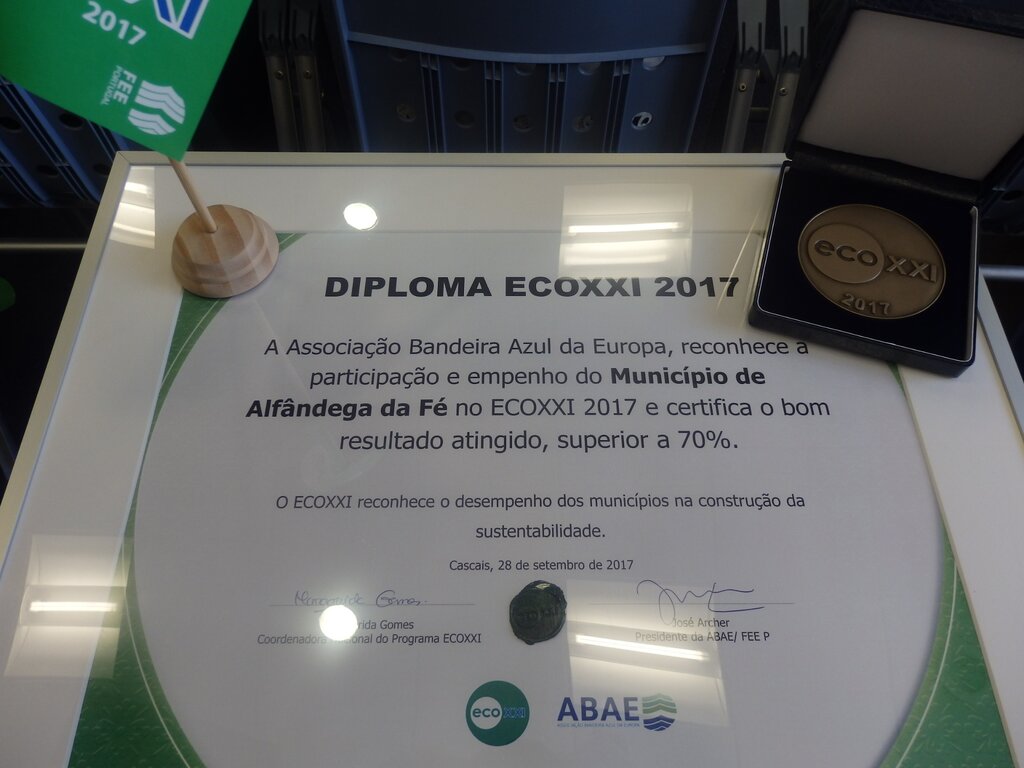 2017
FEE
PORTUGAL
eco XXI
2017
DIPLOMA ECOXXI 2017
A Associação Bandeira Azul da Europa, reconhece a
participação e empenho do Município de
Alfândega da Fé no ECOXXI 2017 e certifica o bom
resultado atingido, superior a 70%.
O ECOXXI reconhece o desempenho dos municípios na construção da
sustentabilidade.
Cascais, 28 de setembro de 2017
Gomes
José Archer
Coordenadora do Programa ECOXXI
Presidente da ABAE/ FEE P
eco XXI
ABAE